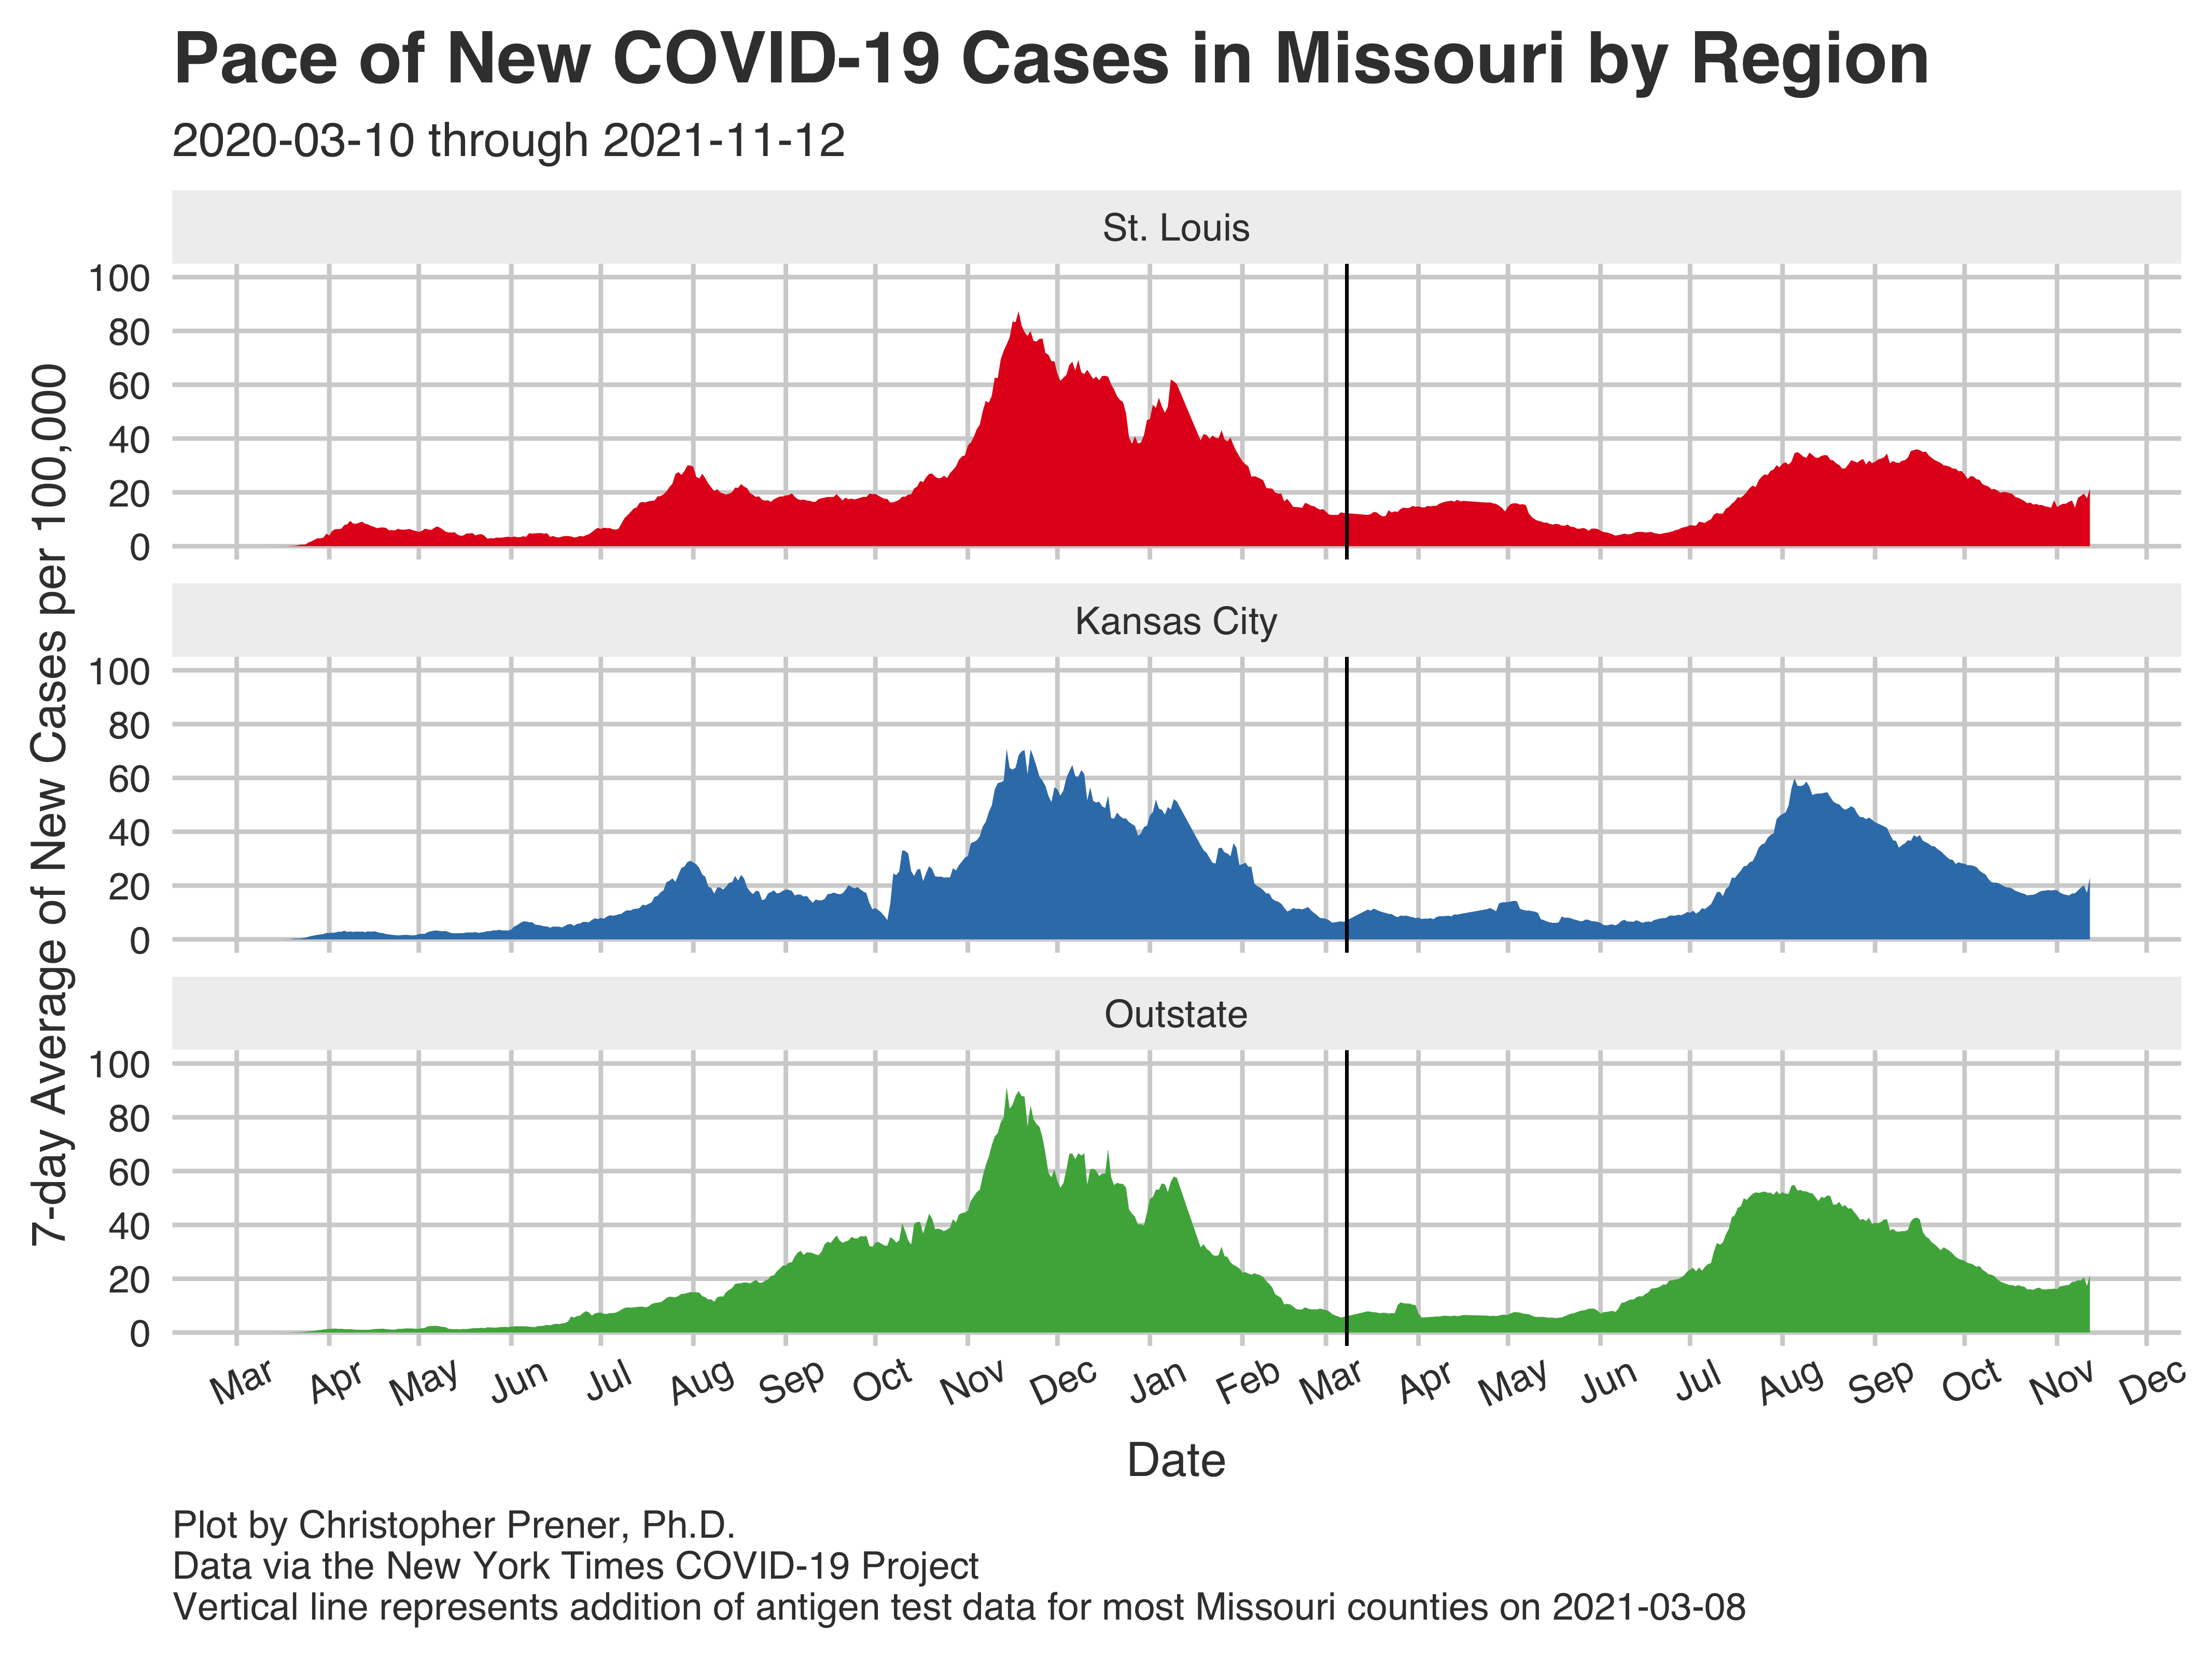 Pace of New COVID-19 Cases in Missouri by Region
2020-03-10 through 2021-11-12
7-day Average of New Cases per 100,000
St. Louis
100
80
60
40
20
0
Kansas City
100
80
60
40
20
0
Outstate
100
80
60
40
20
0
Mar Apr May Jun Jul Aug Sep Oct Nov Dec Jan Feb Mar Apr May Jun Jul Aug Sep Oct Nov Dec
Date
Plot by Christopher Prener, Ph.D.
Data via the New York Times COVID-19 Project
Vertical line represents addition of antigen test data for most Missouri counties on 2021-03-08